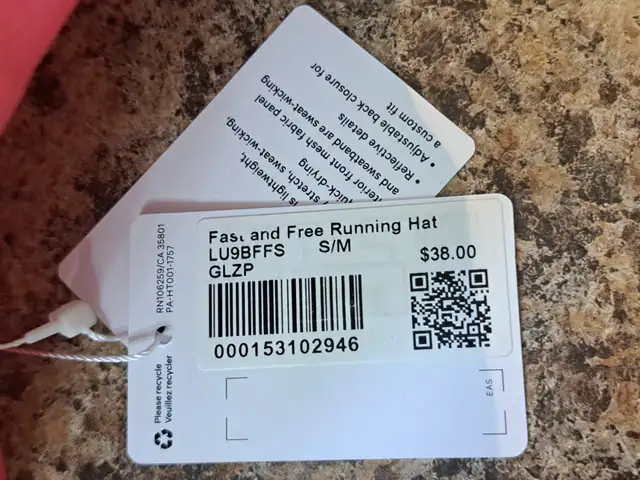 Fast and Free Running Hat
LU9BFFS S/M
GLZP
$38.00
000153102946
RN106259/CA 35801
PA-HT001-1757
Please recycle
Veuillez recycler
EAS
is lightweight,
stretch, sweat-wicking,
quick-drying
interior front mesh fabric panel
and sweatband are sweat-wicking
• Reflective details
• Adjustable back closure for
a custom fit